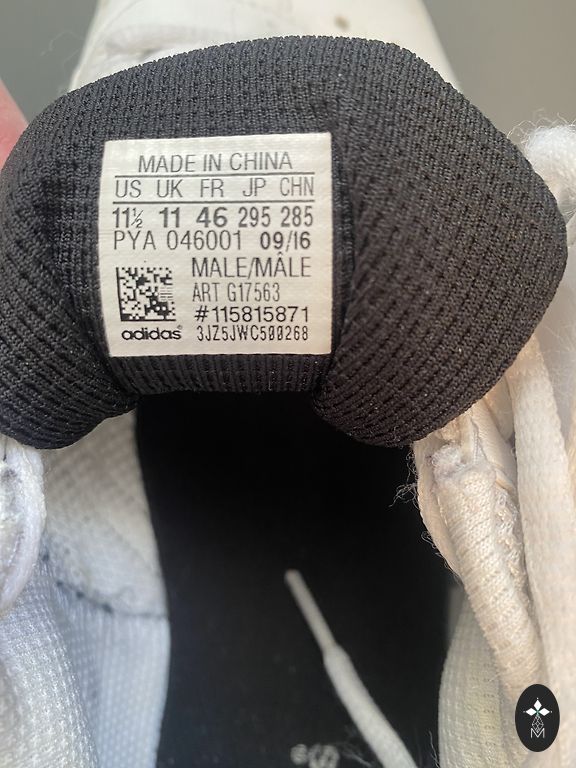 MADE IN CHINA
US UK FR JP CHN
11½ 11 46 295 285
PYA 046001 09/16
MALE/MÂLE
ART G17563
#115815871
adidas® 3JZ5JWC500268
M